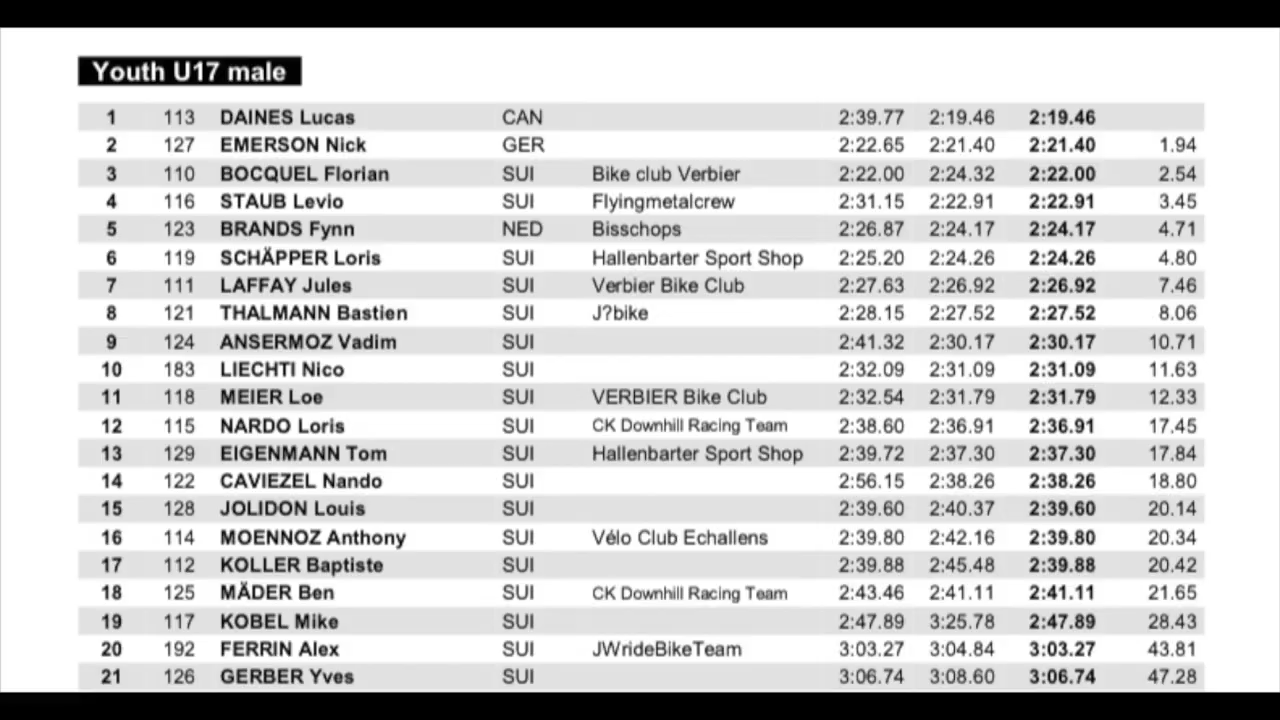 Youth U17 male
1 113 DAINES Lucas CAN 2:39.77 2:19.46 2:19.46
2 127 EMERSON Nick GER 2:22.65 2:21.40 2:21.40 1.94
3 110 BOCQUEL Florian SUI Bike club Verbier 2:22.00 2:24.32 2:22.00 2.54
4 116 STAUB Levio SUI Flyingmetalcrew 2:31.15 2:22.91 2:22.91 3.45
5 123 BRANDS Fynn NED Bisschops 2:26.87 2:24.17 2:24.17 4.71
6 119 SCHÄPPER Loris SUI Hallenbarter Sport Shop 2:25.20 2:24.26 2:24.26 4.80
7 111 LAFFAY Jules SUI Verbier Bike Club 2:27.63 2:26.92 2:26.92 7.46
8 121 THALMANN Bastien SUI J?bike 2:28.15 2:27.52 2:27.52 8.06
9 124 ANSERMOZ Vadim SUI 2:41.32 2:30.17 2:30.17 10.71
10 183 LIECHTI Nico SUI 2:32.09 2:31.09 2:31.09 11.63
11 118 MEIER Loe SUI VERBIER Bike Club 2:32.54 2:31.79 2:31.79 12.33
12 115 NARDO Loris SUI CK Downhill Racing Team 2:38.60 2:36.91 2:36.91 17.45
13 129 EIGENMANN Tom SUI Hallenbarter Sport Shop 2:39.72 2:37.30 2:37.30 17.84
14 122 CAVIEZEL Nando SUI 2:56.15 2:38.26 2:38.26 18.80
15 128 JOLIDON Louis SUI 2:39.60 2:40.37 2:39.60 20.14
16 114 MOENNOZ Anthony SUI Vélo Club Echallens 2:39.80 2:42.16 2:39.80 20.34
17 112 KOLLER Baptiste SUI 2:39.88 2:45.48 2:39.88 20.42
18 125 MÄDER Ben SUI CK Downhill Racing Team 2:43.46 2:41.11 2:41.11 21.65
19 117 KOBEL Mike SUI 2:47.89 3:25.78 2:47.89 28.43
20 192 FERRIN Alex SUI JWrideBikeTeam 3:03.27 3:04.84 3:03.27 43.81
21 126 GERBER Yves SUI 3:06.74 3:08.60 3:06.74 47.28